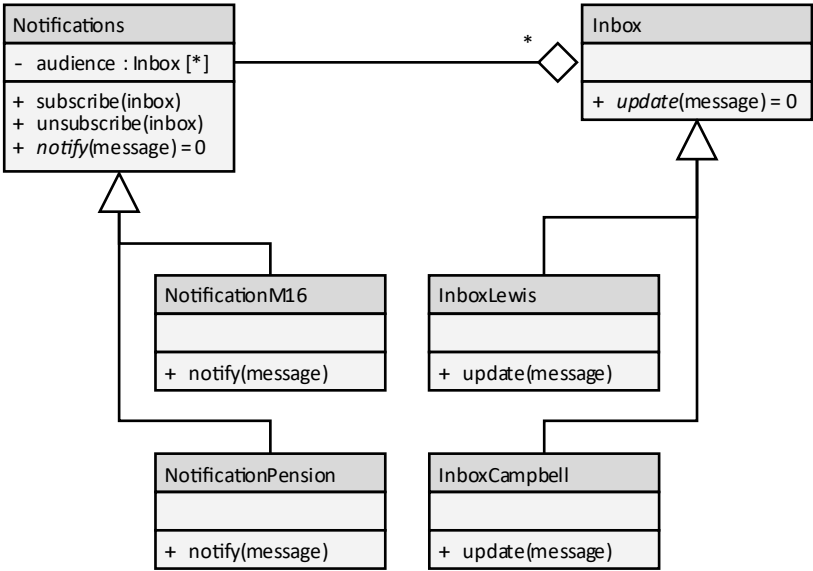 Notifications
- audience : Inbox [*]
+ subscribe(inbox)
+ unsubscribe(inbox)
+ notify(message) = 0
*
Inbox
+ update(message) = 0
NotificationM16
+ notify(message)
InboxLewis
+ update(message)
NotificationPension
+ notify(message)
InboxCampbell
+ update(message)